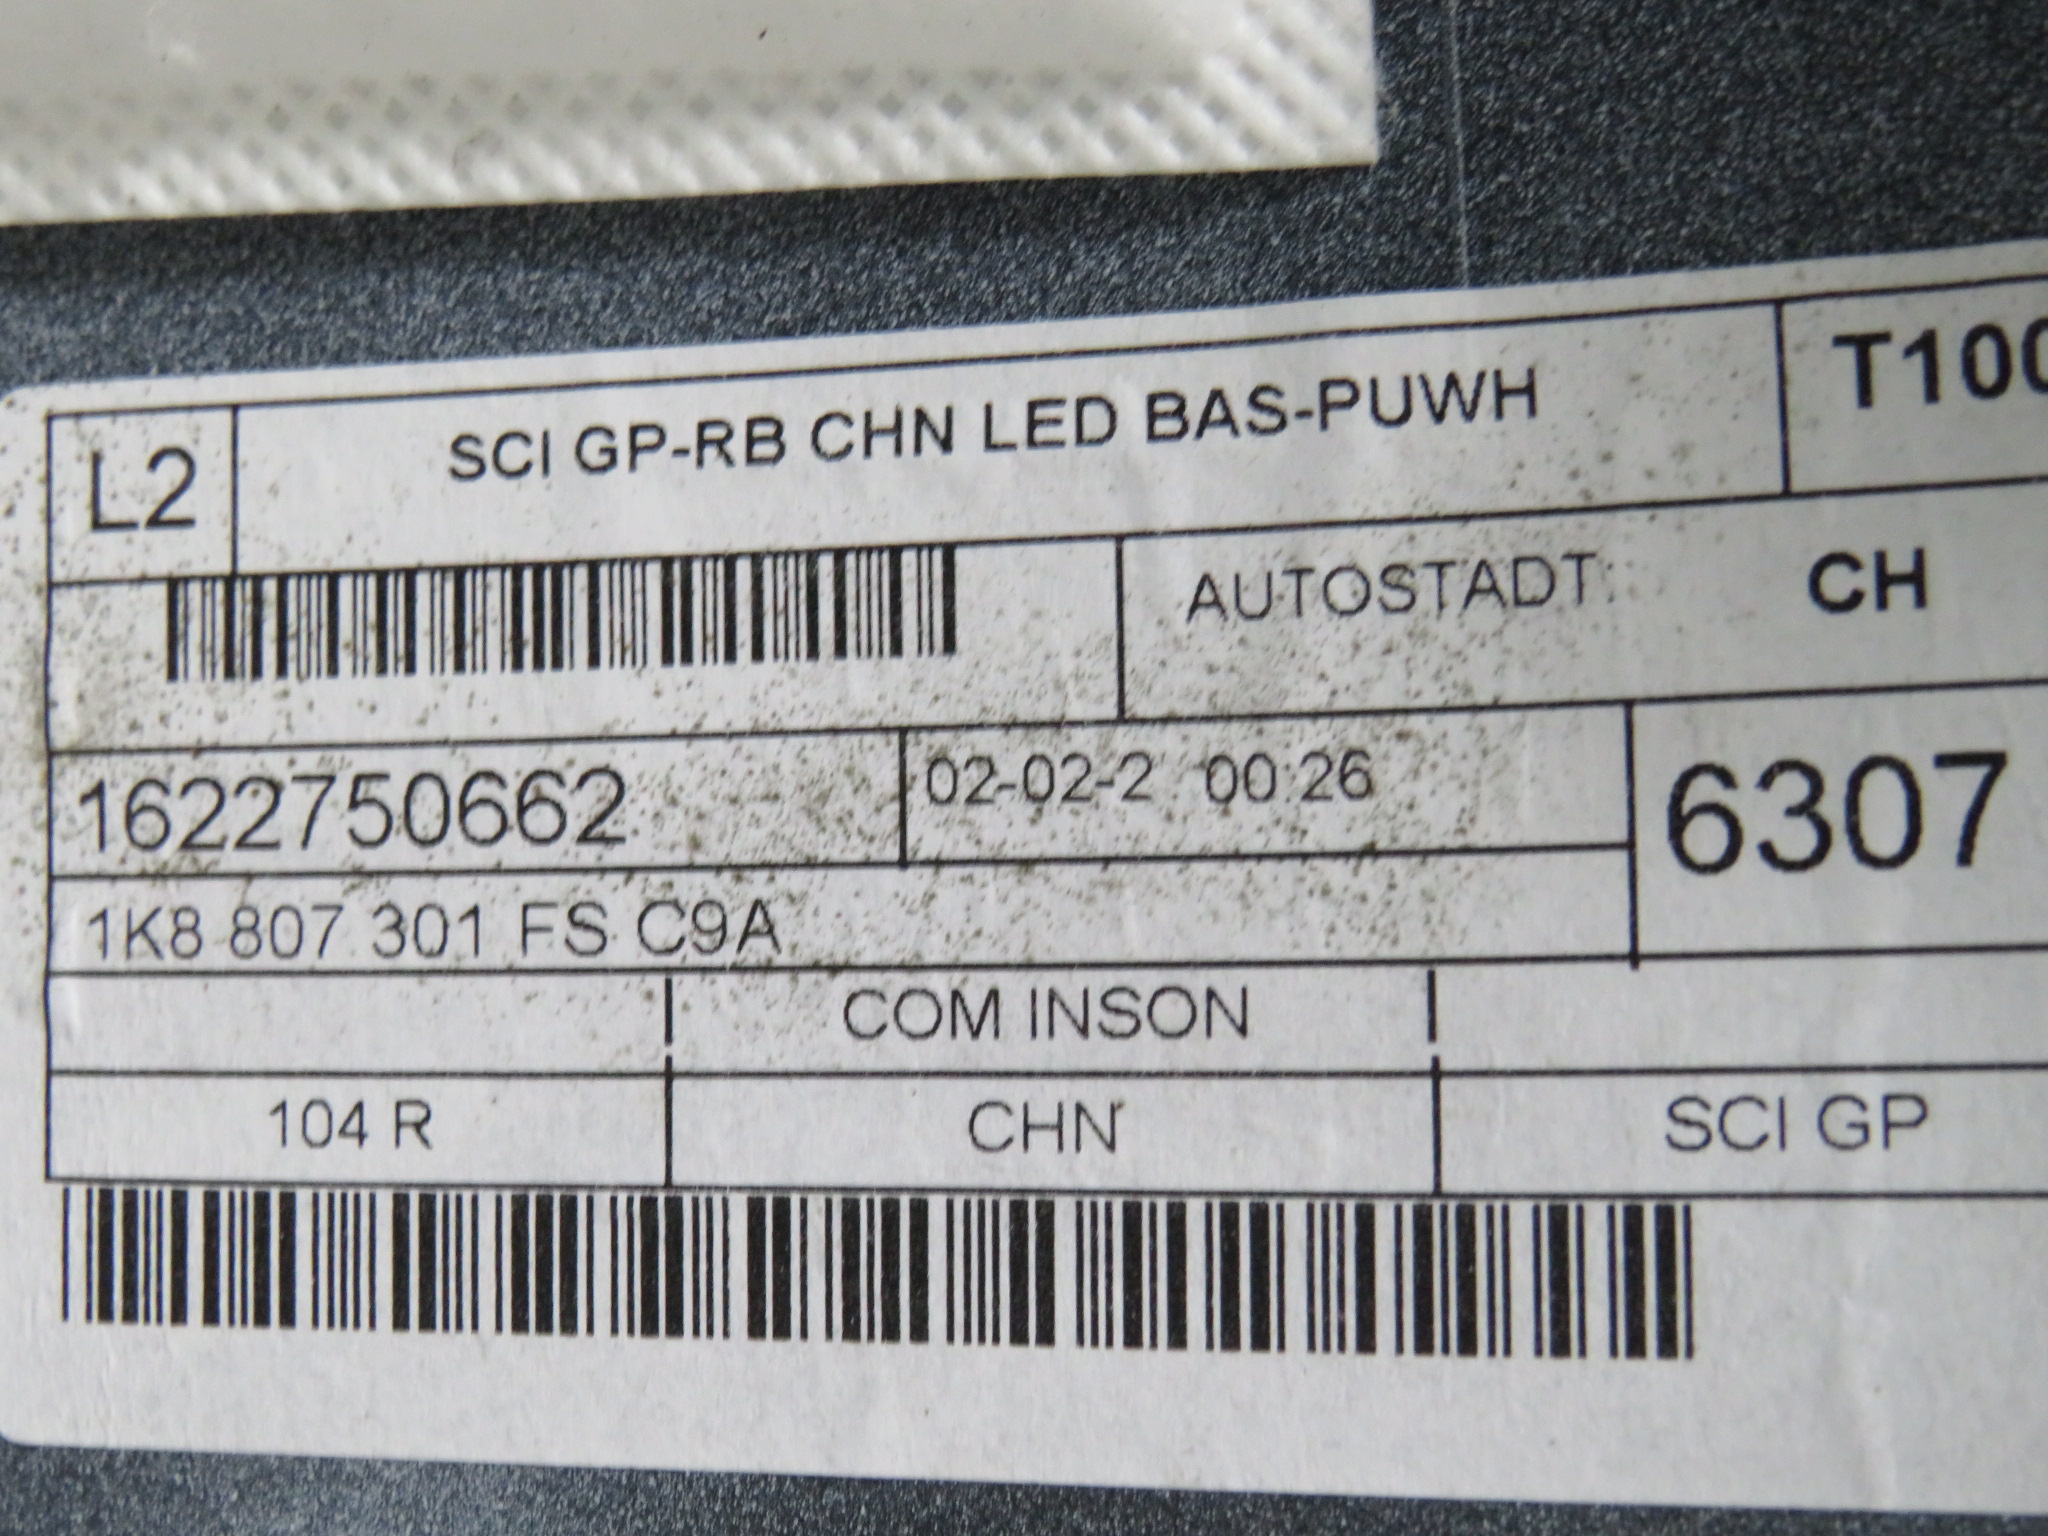 L2 SCI GP-RB CHN LED BAS-PUWH T100
AUTOSTADT: CH
1622750662 02-02-2 00:26 6307
1K8 807 301 FS C9A
COM INSON
104 R CHN SCI GP